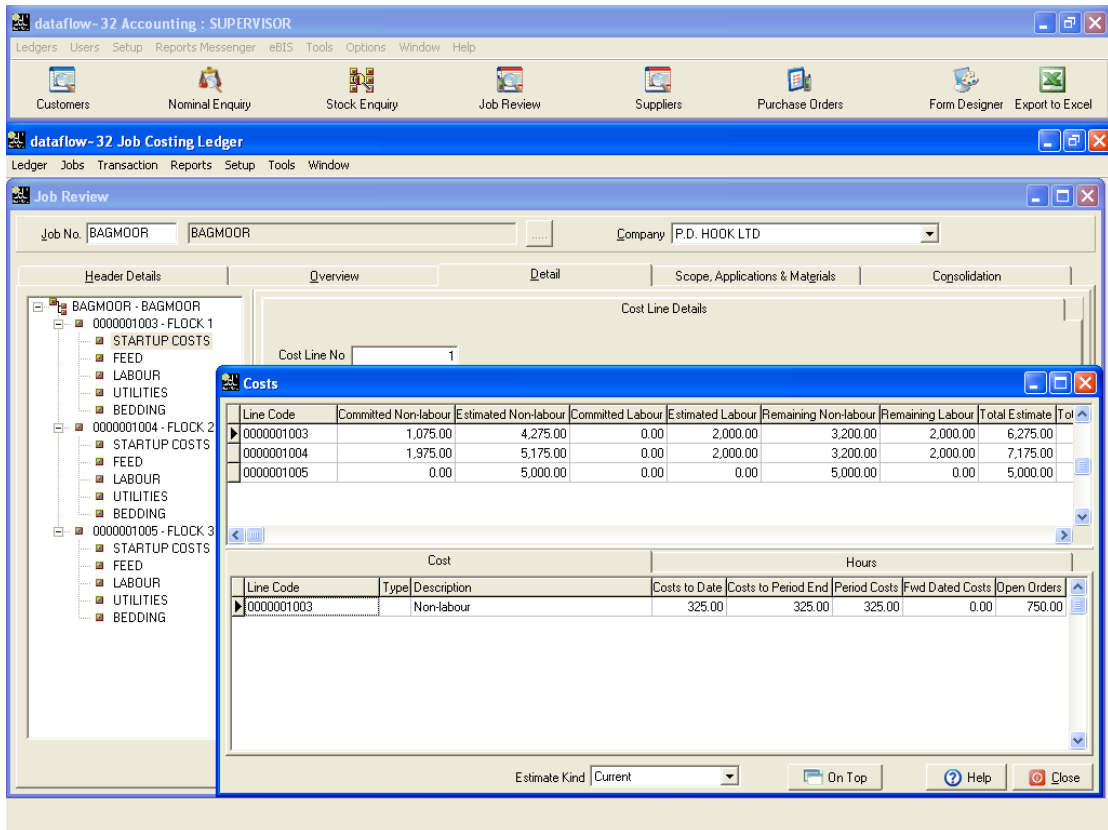 dataflow-32 Accounting : SUPERVISOR
Ledgers Users Setup Reports Messenger eBIS Tools Options Window Help
Customers Nominal Enquiry Stock Enquiry Job Review Suppliers Purchase Orders Form Designer Export to Excel
dataflow-32 Job Costing Ledger
Ledger Jobs Transaction Reports Setup Tools Window
Job Review
Job No. BAGMOOR BAGMOOR ..... Company P.D. HOOK LTD
Header Details Overview Detail Scope, Applications & Materials Consolidation
BAGMOOR - BAGMOOR
0000001003 - FLOCK 1
STARTUP COSTS
FEED
LABOUR
UTILITIES
BEDDING
0000001004 - FLOCK 2
STARTUP COSTS
FEED
LABOUR
UTILITIES
BEDDING
0000001005 - FLOCK 3
STARTUP COSTS
FEED
LABOUR
UTILITIES
BEDDING
Cost Line Details
Cost Line No 1
Costs
Line Code Committed Non-labour Estimated Non-labour Committed Labour Estimated Labour Remaining Non-labour Remaining Labour Total Estimate Tot
0000001003 1,075.00 4,275.00 0.00 2,000.00 3,200.00 2,000.00 6,275.00
0000001004 1,975.00 5,175.00 0.00 2,000.00 3,200.00 2,000.00 7,175.00
0000001005 0.00 5,000.00 0.00 0.00 5,000.00 0.00 5,000.00
Cost Hours
Line Code Type Description Costs to Date Costs to Period End Period Costs Fwd Dated Costs Open Orders
0000001003 Non-labour 325.00 325.00 325.00 0.00 750.00
Estimate Kind Current On Top Help Close